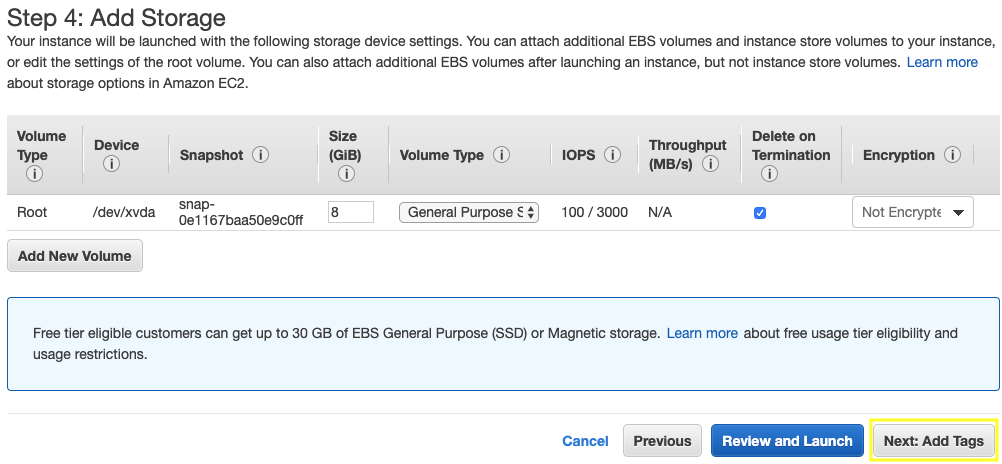 Step 4: Add Storage
Your instance will be launched with the following storage device settings. You can attach additional EBS volumes and instance store volumes to your instance,
or edit the settings of the root volume. You can also attach additional EBS volumes after launching an instance, but not instance store volumes. Learn more
about storage options in Amazon EC2.
Volume Type i
Device i
Snapshot i
Size (GiB) i
Volume Type i
IOPS i
Throughput (MB/s) i
Delete on Termination i
Encryption i
Root /dev/xvda snap-0e1167baa50e9c0ff 8 General Purpose S 100 / 3000 N/A Not Encrypte
Add New Volume
Free tier eligible customers can get up to 30 GB of EBS General Purpose (SSD) or Magnetic storage. Learn more about free usage tier eligibility and
usage restrictions.
Cancel Previous Review and Launch Next: Add Tags